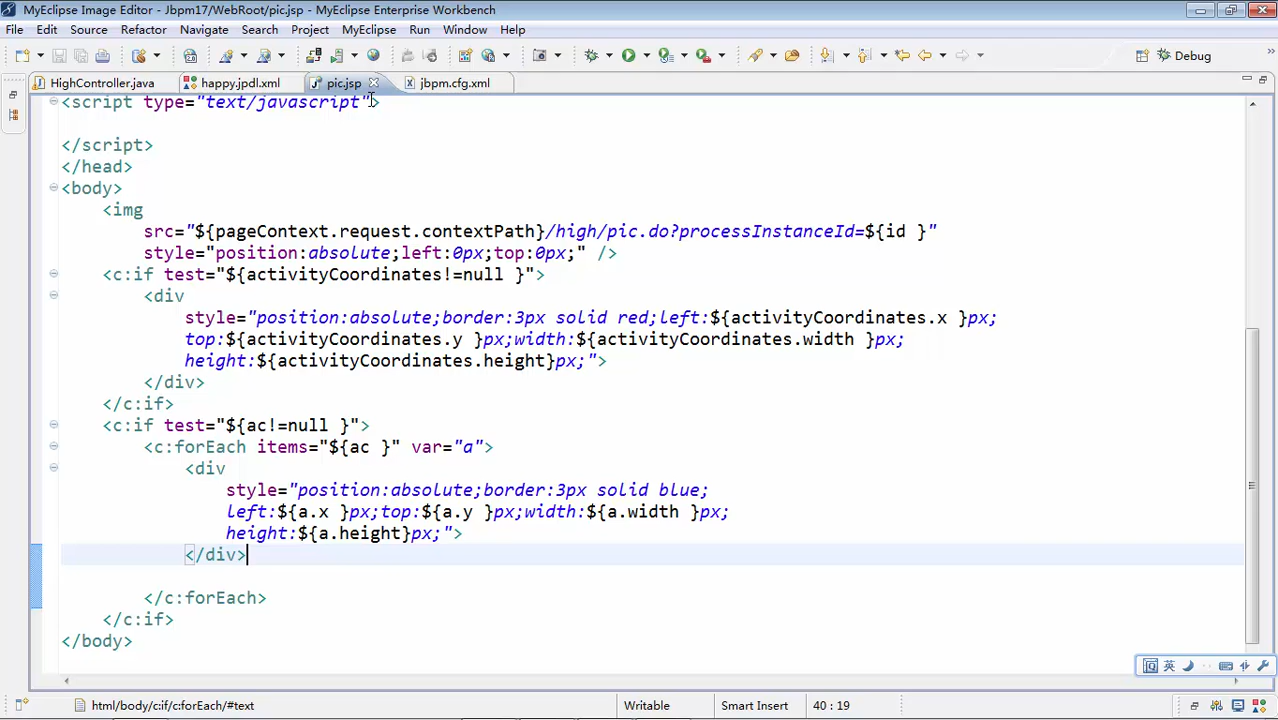 MyEclipse Image Editor - Jbpm17/WebRoot/pic.jsp - MyEclipse Enterprise Workbench
File Edit Source Refactor Navigate Search Project MyEclipse Run Window Help
Debug
HighController.java happy.jpdl.xml pic.jsp jbpm.cfg.xml
<script type="text/javascript">
</script>
</head>
<body>
<img
src="${pageContext.request.contextPath}/high/pic.do?processInstanceId=${id }"
style="position:absolute;left:0px;top:0px;" />
<c:if test="${activityCoordinates!=null }">
<div
style="position:absolute;border:3px solid red;left:${activityCoordinates.x }px;
top:${activityCoordinates.y }px;width:${activityCoordinates.width }px;
height:${activityCoordinates.height}px;">
</div>
</c:if>
<c:if test="${ac!=null }">
<c:forEach items="${ac }" var="a">
<div
style="position:absolute;border:3px solid blue;
left:${a.x }px;top:${a.y }px;width:${a.width }px;
height:${a.height}px;">
</div>
</c:forEach>
</c:if>
</body>
英
html/body/c:if/c:forEach/#text Writable Smart Insert 40 : 19